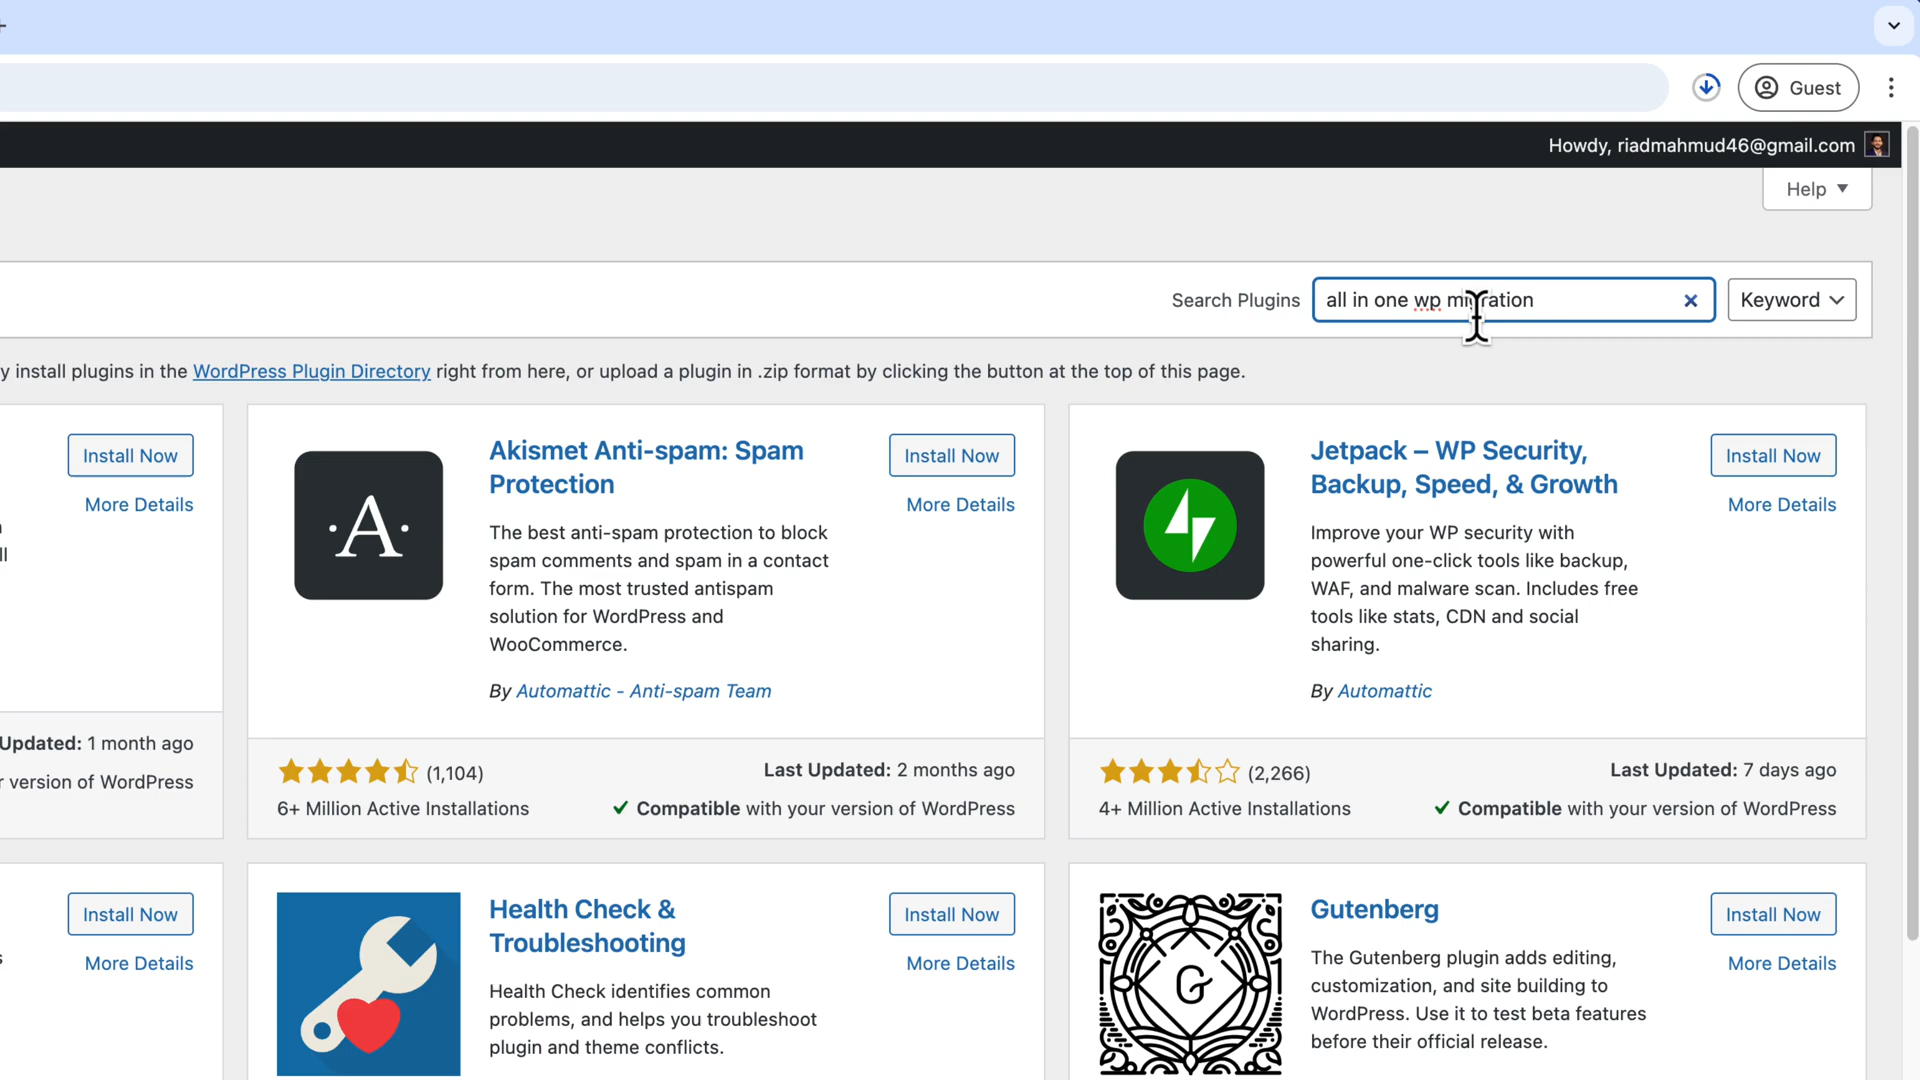 Guest
Howdy, riadmahmud46@gmail.com
Help
Search Plugins
all in one wp migration
Keyword
y install plugins in the WordPress Plugin Directory right from here, or upload a plugin in .zip format by clicking the button at the top of this page.
Install Now
More Details
ll
Updated: 1 month ago
r version of WordPress
A
Akismet Anti-spam: Spam
Protection
Install Now
More Details
The best anti-spam protection to block
spam comments and spam in a contact
form. The most trusted antispam
solution for WordPress and
WooCommerce.
By Automattic - Anti-spam Team
(1,104)
Last Updated: 2 months ago
6+ Million Active Installations
Compatible with your version of WordPress
Jetpack – WP Security,
Backup, Speed, & Growth
Install Now
More Details
Improve your WP security with
powerful one-click tools like backup,
WAF, and malware scan. Includes free
tools like stats, CDN and social
sharing.
By Automattic
(2,266)
Last Updated: 7 days ago
4+ Million Active Installations
Compatible with your version of WordPress
Install Now
More Details
s
Health Check &
Troubleshooting
Install Now
More Details
Health Check identifies common
problems, and helps you troubleshoot
plugin and theme conflicts.
G
Gutenberg
Install Now
More Details
The Gutenberg plugin adds editing,
customization, and site building to
WordPress. Use it to test beta features
before their official release.